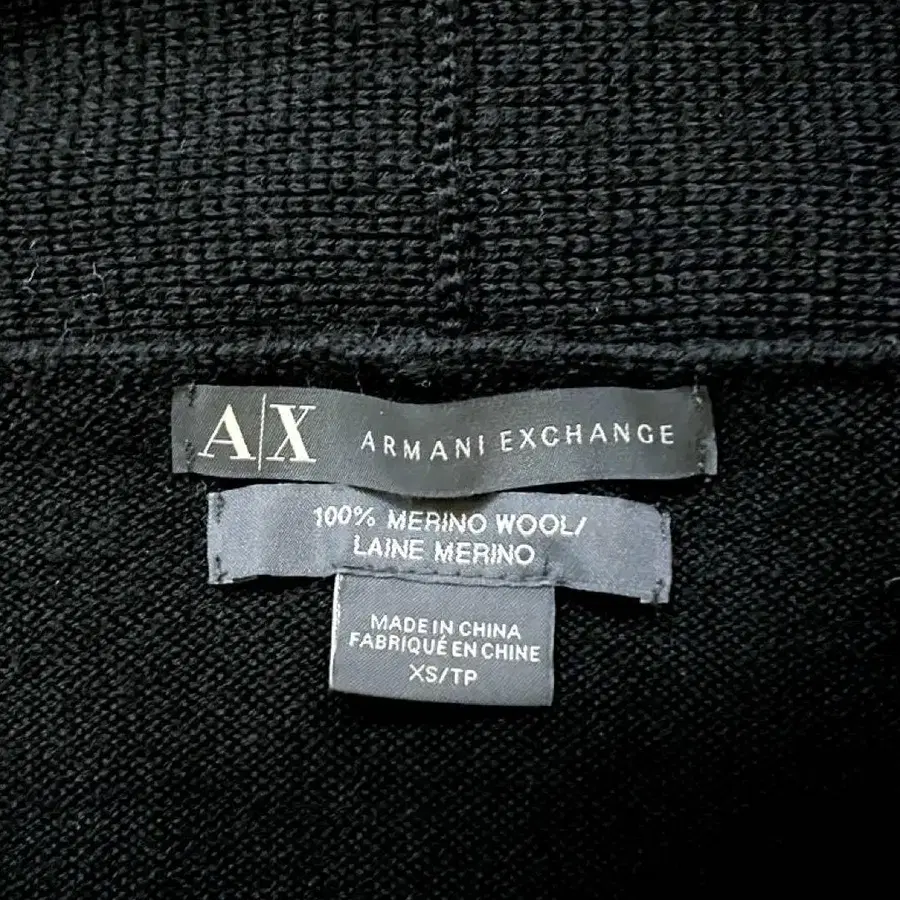 A|X ARMANI EXCHANGE
100% MERINO WOOL/
LAINE MERINO
MADE IN CHINA
FABRIQUÉ EN CHINE
XS/TP